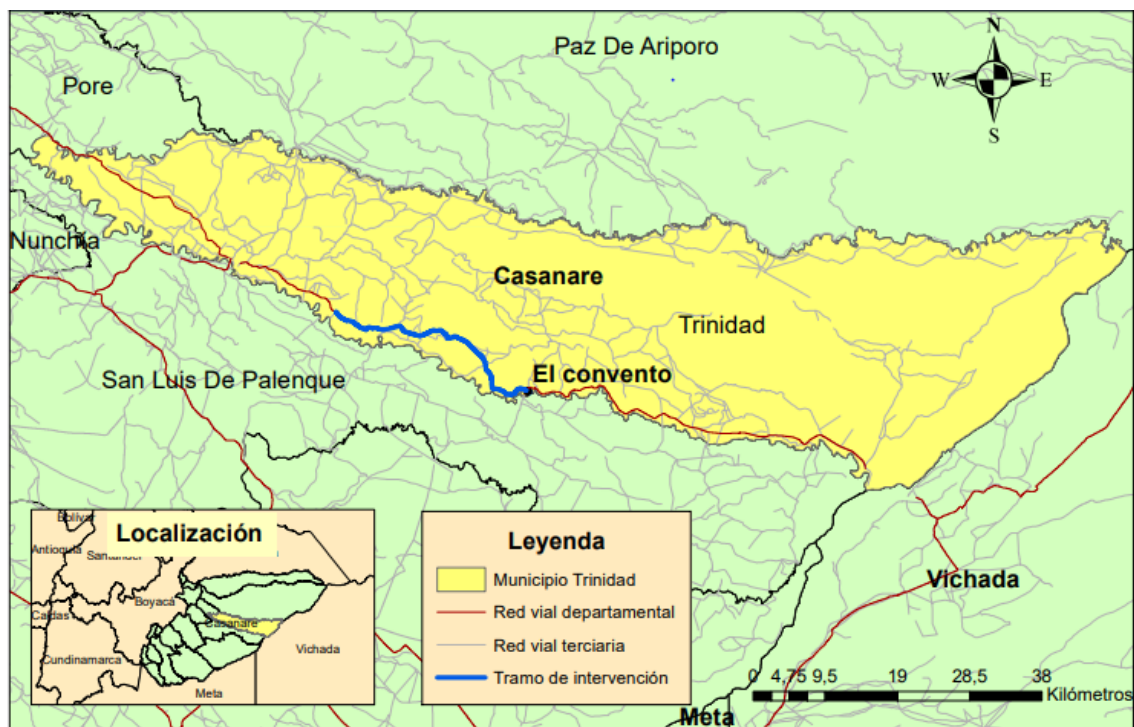 Paz De Ariporo
Pore
N
W
E
S
Nunchía
Casanare
Trinidad
El convento
San Luis De Palenque
Localización
Bolívar
Antioquia
Santander
Boyacá
Caldas
Casanare
Cundinamarca
Vichada
Meta
Leyenda
Municipio Trinidad
Red vial departamental
Red vial terciaria
Tramo de intervención
Vichada
0 4,75 9,5 19 28,5 38
Kilómetros
Meta